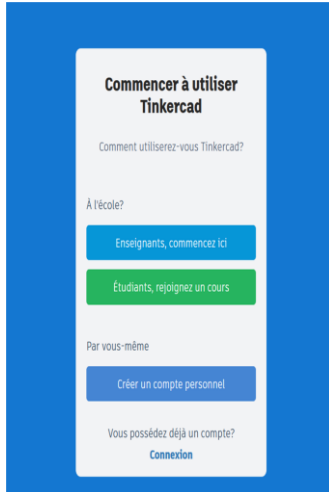 Commencer à utiliser
Tinkercad
Comment utiliserez-vous Tinkercad?
À l'école?
Enseignants, commencez ici
Étudiants, rejoignez un cours
Par vous-même
Créer un compte personnel
Vous possédez déjà un compte?
Connexion